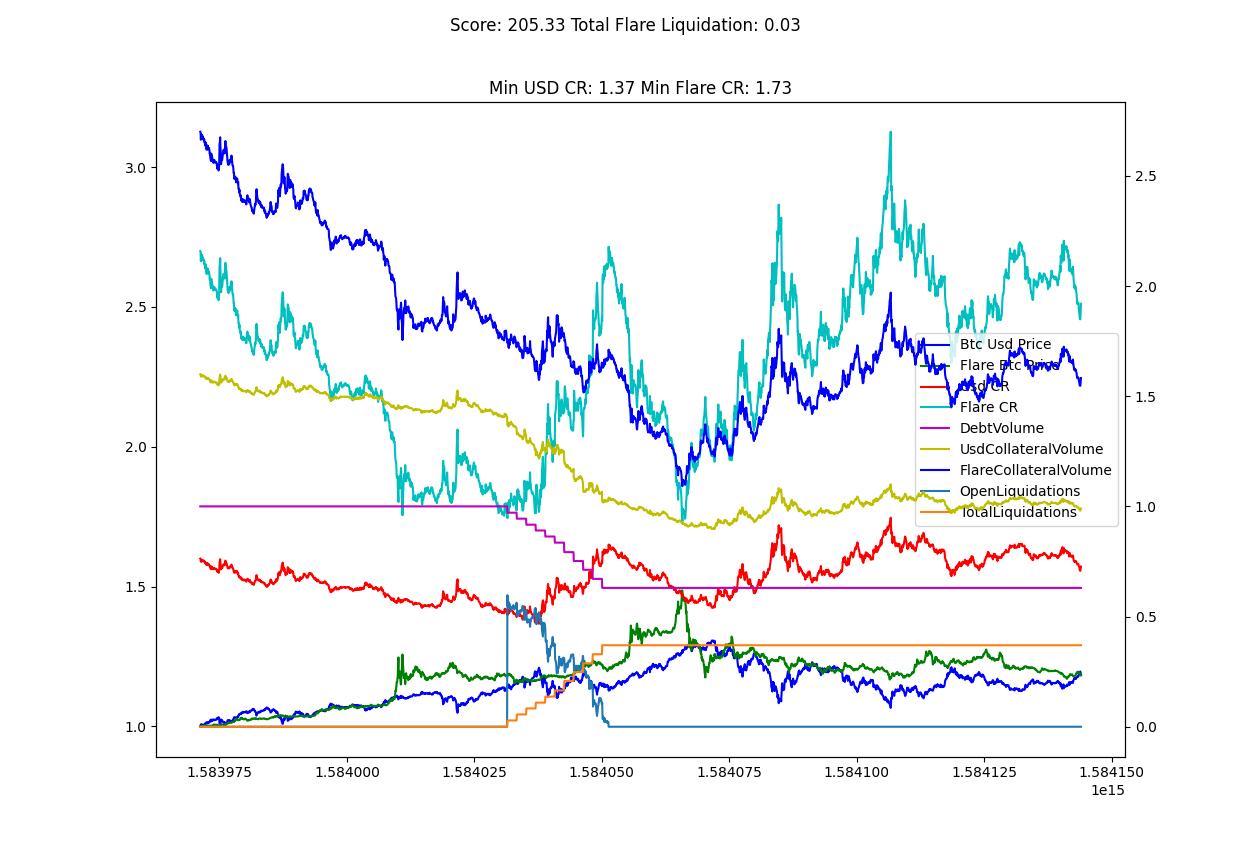 Score: 205.33 Total Flare Liquidation: 0.03
Min USD CR: 1.37 Min Flare CR: 1.73
3.0
2.5
2.0
1.5
1.0
2.5
2.0
1.5
1.0
0.5
0.0
Btc Usd Price
Flare Btc Price
Usd CR
Flare CR
DebtVolume
UsdCollateralVolume
FlareCollateralVolume
OpenLiquidations
TotalLiquidations
1.583975 1.584000 1.584025 1.584050 1.584075 1.584100 1.584125 1.584150
1e15